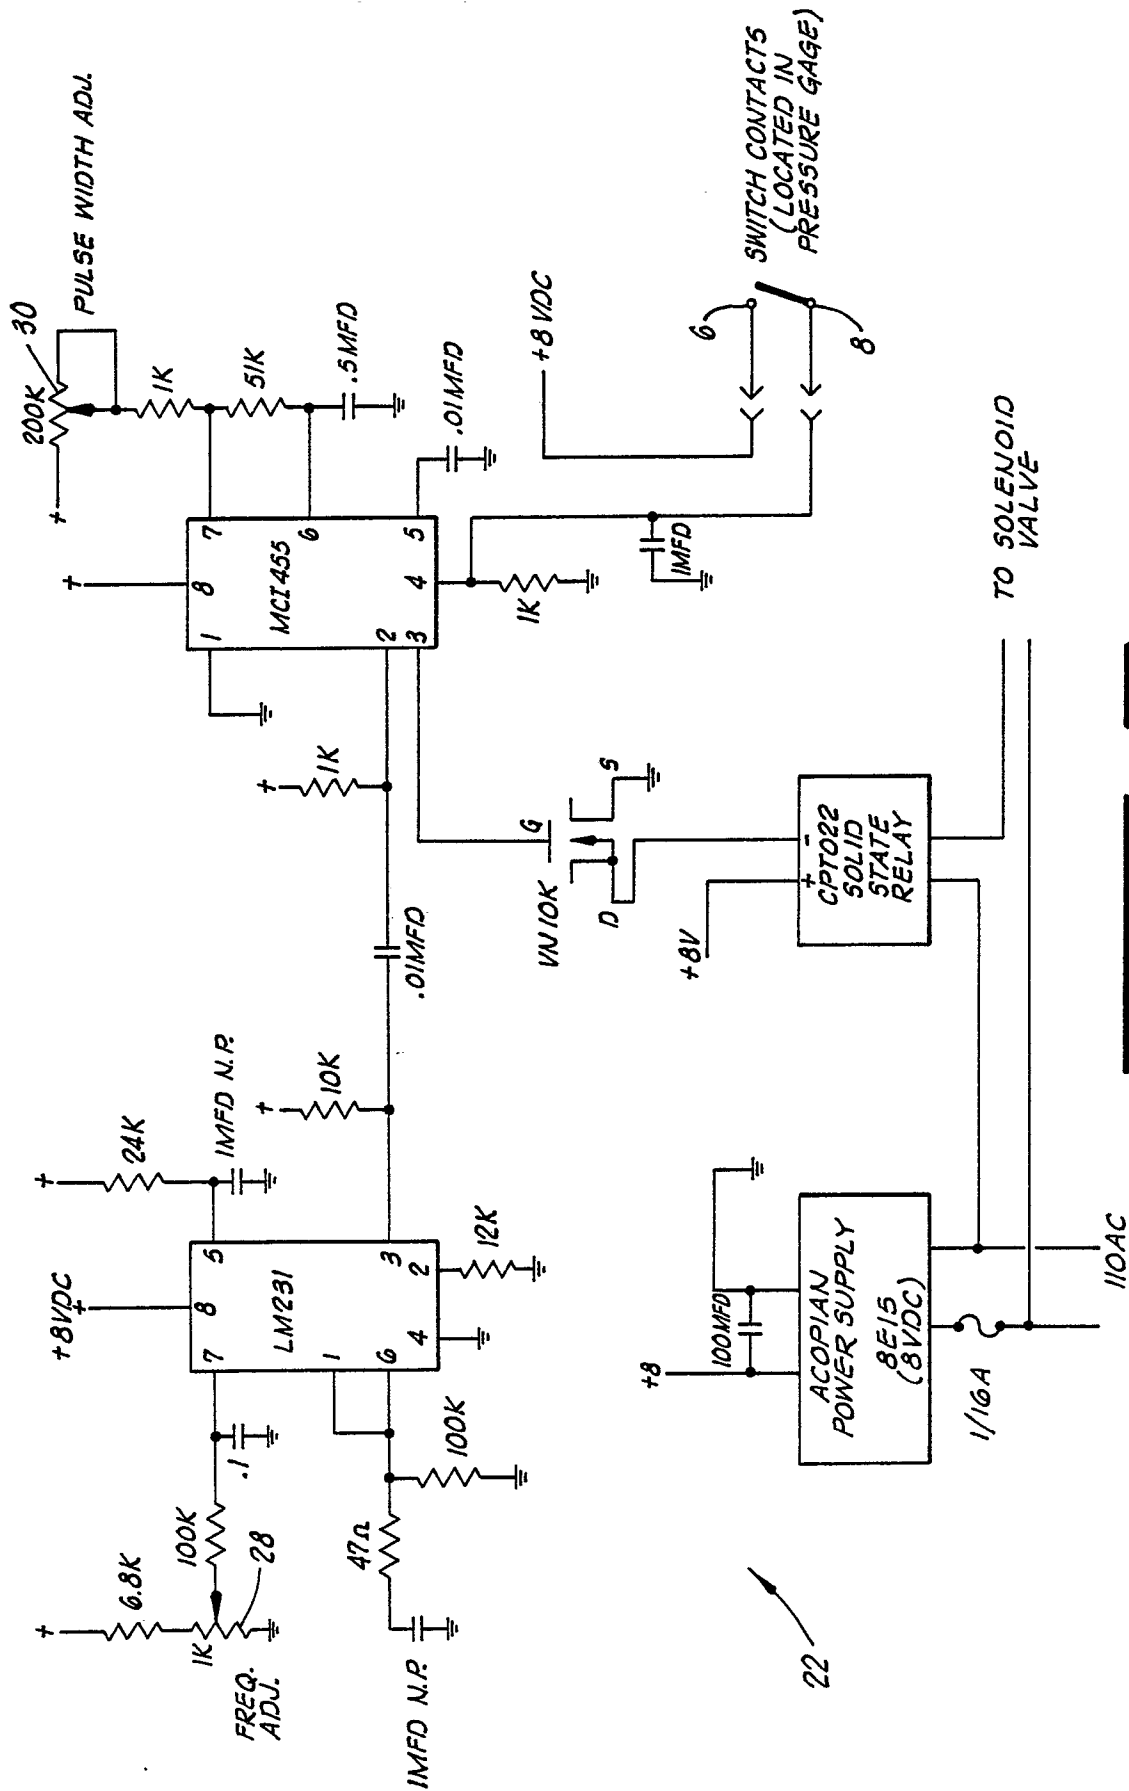 +
6.8K
1K
FREQ.
ADJ.
28
100K
.1
1MFD N.P.
47Ω
100K
+8VDC
+
7
8
5
1
LM231
6
4
2
3
12K
+
24K
1MFD N.P.
+
10K
.01MFD
+
1K
+
1
8
7
MC1455
6
2
3
4
5
+
200K
30
PULSE WIDTH ADJ.
1K
51K
.5MFD
.01MFD
1K
1MFD
+8VDC
6
8
SWITCH CONTACTS
(LOCATED IN
PRESSURE GAGE)
VN10K
G
D
S
+8V
+
-
CPT022
SOLID
STATE
RELAY
TO SOLENOID
VALVE
+8
100MFD
ACOPIAN
POWER SUPPLY
8E15
(8VDC)
1/16A
110AC
22